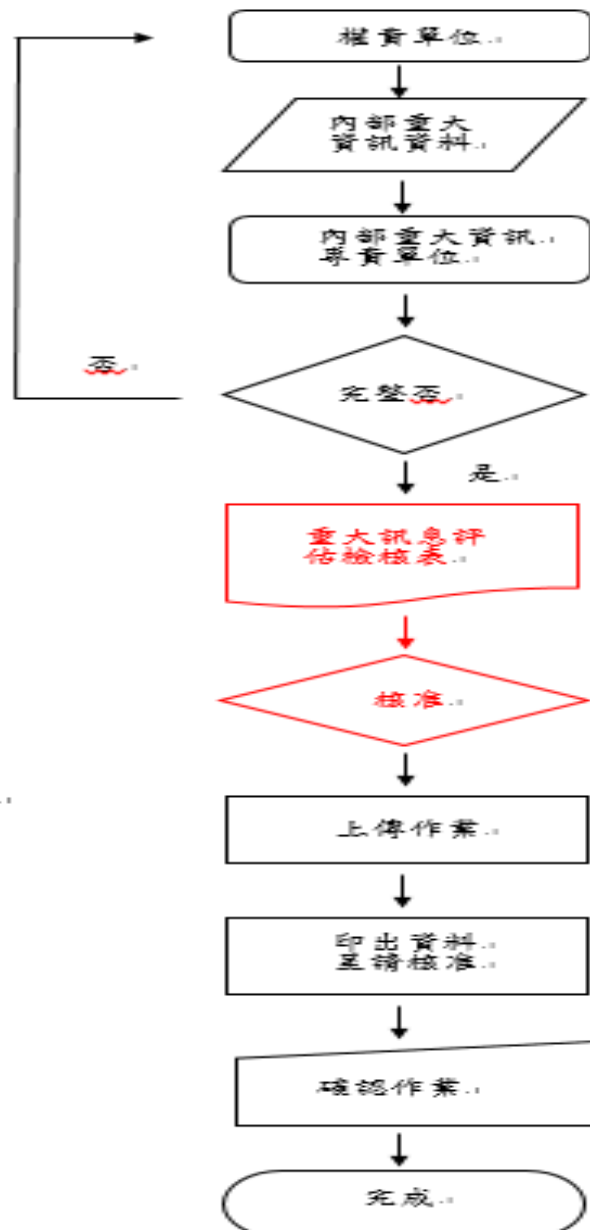 權責單位
內部重大
資訊資料
內部重大資訊
專責單位
否
完整否
是
重大訊息評
估檢核表
核准
上傳作業
印出資料
呈請核准
確認作業
完成